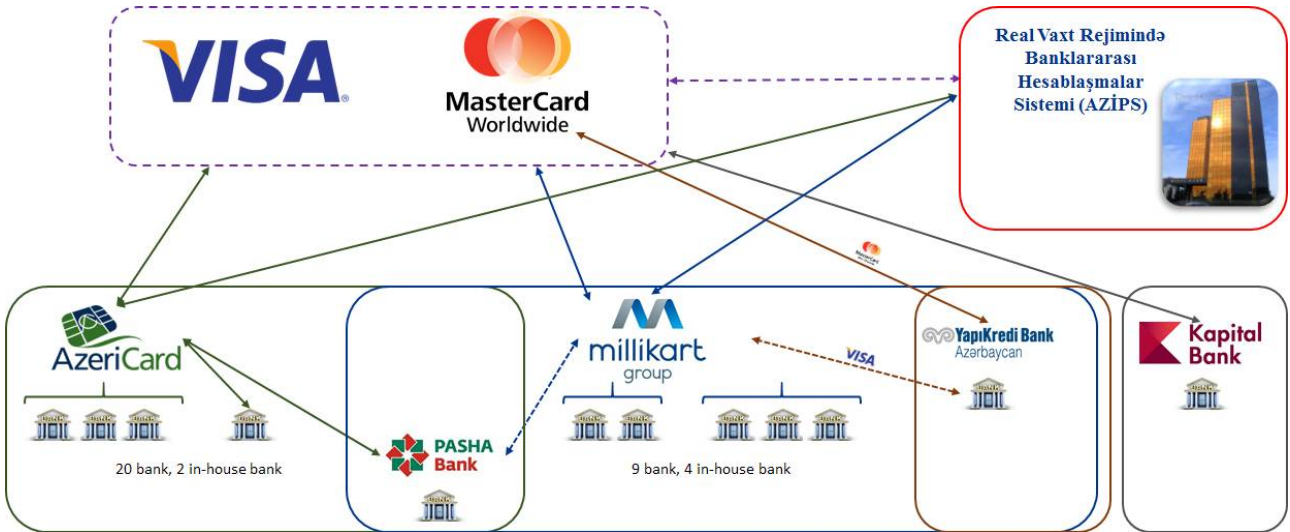 VISA
MasterCard
Worldwide
Real Vaxt Rejimində
Banklararası
Hesablaşmalar
Sistemi (AZİPS)
AzeriCard
millikart
group
VISA
YapıKredi Bank
Azərbaycan
Kapital
Bank
PASHA
Bank
20 bank, 2 in-house bank
9 bank, 4 in-house bank